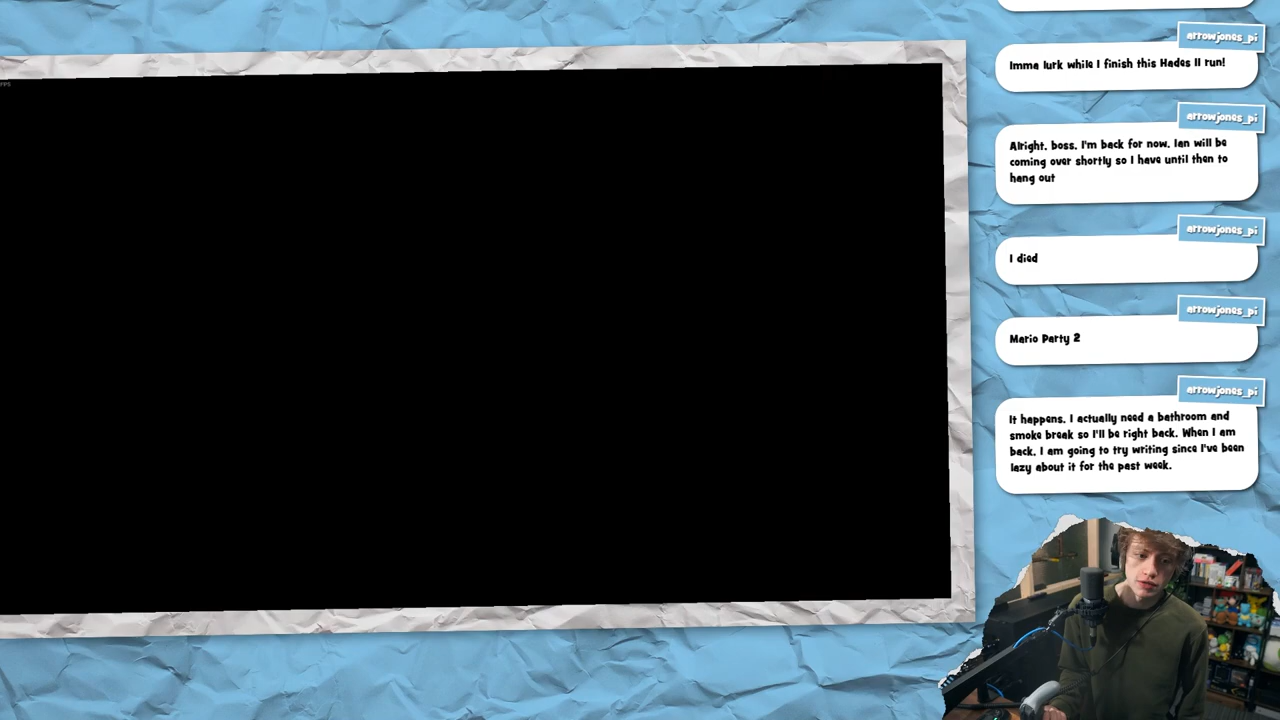 FPS
arrowjones_pi
Imma lurk while I finish this Hades II run!
arrowjones_pi
Alright, boss. I'm back for now. Ian will be
coming over shortly so I have until then to
hang out
arrowjones_pi
I died
arrowjones_pi
Mario Party 2
arrowjones_pi
It happens. I actually need a bathroom and
smoke break so I'll be right back. When I am
back, I am going to try writing since I've been
lazy about it for the past week.